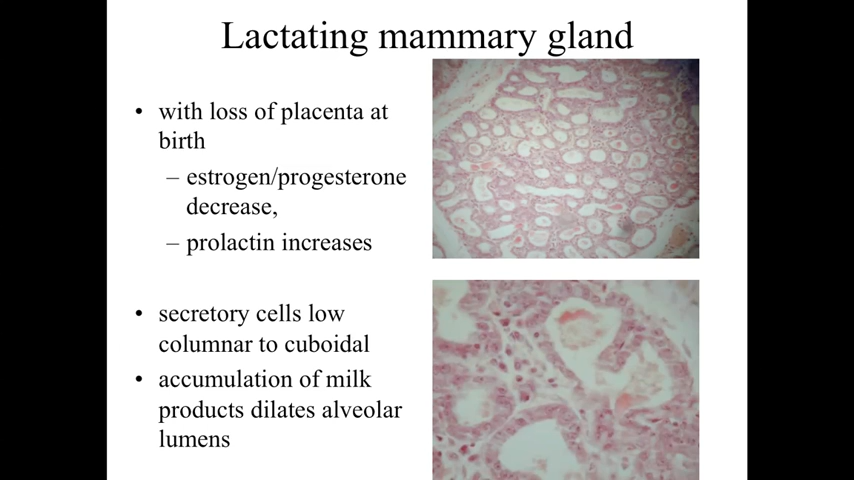 Lactating mammary gland
• with loss of placenta at
birth
– estrogen/progesterone
decrease,
– prolactin increases
• secretory cells low
columnar to cuboidal
• accumulation of milk
products dilates alveolar
lumens